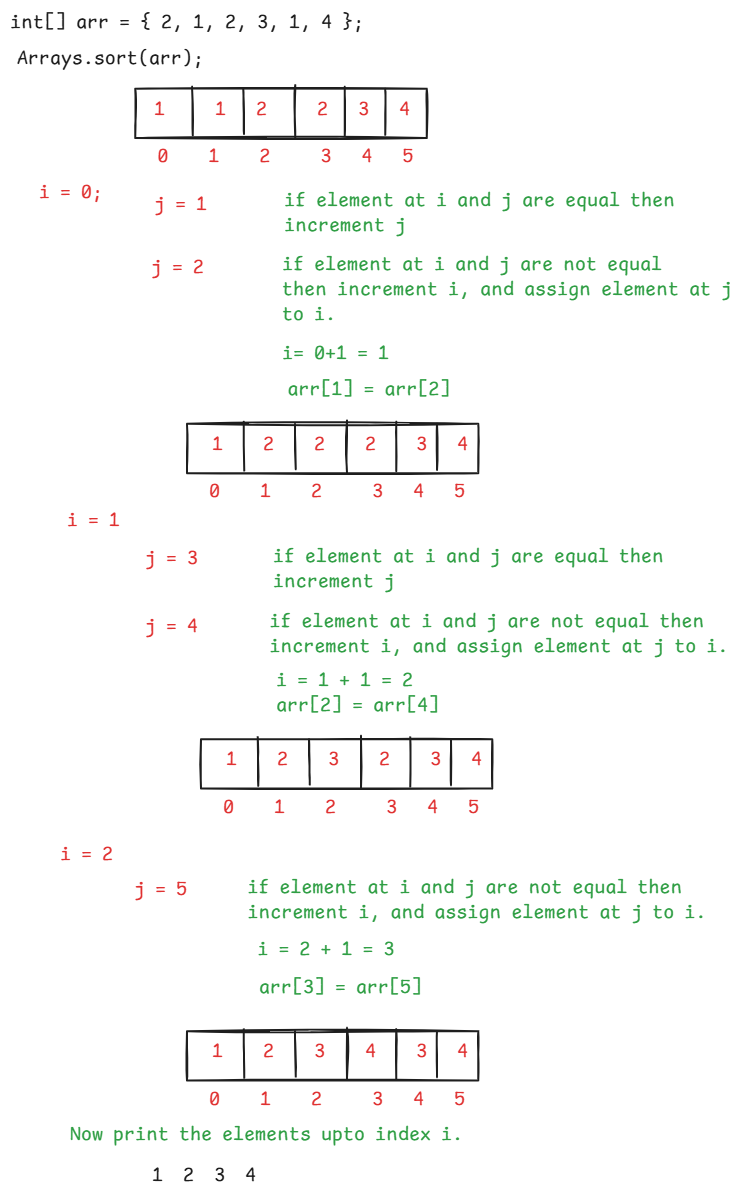 int[] arr = { 2, 1, 2, 3, 1, 4 };
Arrays.sort(arr);
1 1 2 2 3 4
0 1 2 3 4 5
i = 0;
j = 1
if element at i and j are equal then
increment j
j = 2
if element at i and j are not equal
then increment i, and assign element at j
to i.
i= 0+1 = 1
arr[1] = arr[2]
1 2 2 2 3 4
0 1 2 3 4 5
i = 1
j = 3
if element at i and j are equal then
increment j
j = 4
if element at i and j are not equal then
increment i, and assign element at j to i.
i = 1 + 1 = 2
arr[2] = arr[4]
1 2 3 2 3 4
0 1 2 3 4 5
i = 2
j = 5
if element at i and j are not equal then
increment i, and assign element at j to i.
i = 2 + 1 = 3
arr[3] = arr[5]
1 2 3 4 3 4
0 1 2 3 4 5
Now print the elements upto index i.
1 2 3 4